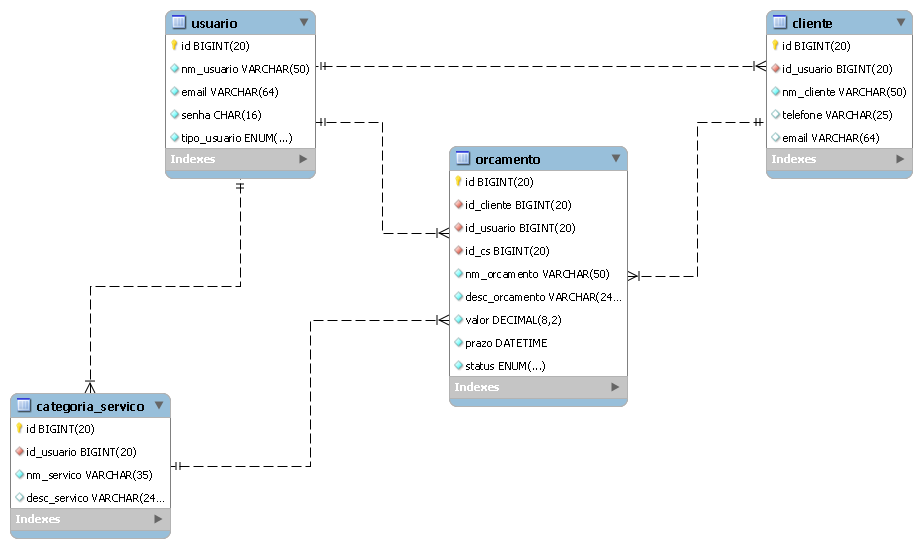 usuario
id BIGINT(20)
nm_usuario VARCHAR(50)
email VARCHAR(64)
senha CHAR(16)
tipo_usuario ENUM(...)
Indexes
cliente
id BIGINT(20)
id_usuario BIGINT(20)
nm_cliente VARCHAR(50)
telefone VARCHAR(25)
email VARCHAR(64)
Indexes
orcamento
id BIGINT(20)
id_cliente BIGINT(20)
id_usuario BIGINT(20)
id_cs BIGINT(20)
nm_orcamento VARCHAR(50)
desc_orcamento VARCHAR(24...
valor DECIMAL(8,2)
prazo DATETIME
status ENUM(...)
Indexes
categoria_servico
id BIGINT(20)
id_usuario BIGINT(20)
nm_servico VARCHAR(35)
desc_servico VARCHAR(24...
Indexes